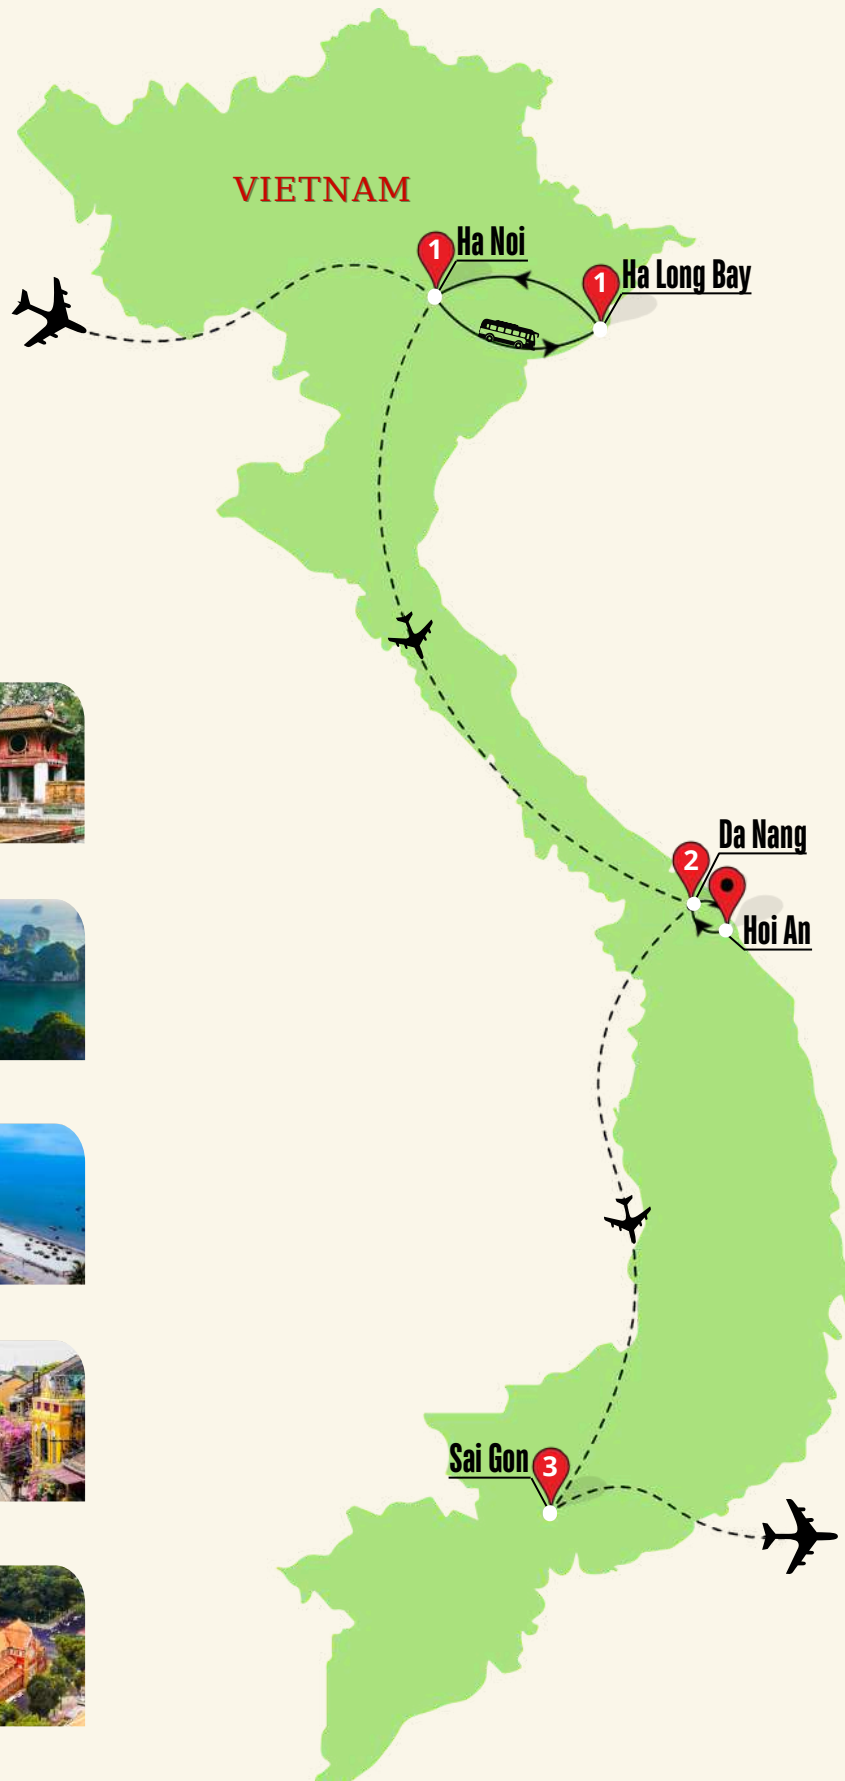 VIETNAM
1
Ha Noi
1
Ha Long Bay
Da Nang
2
Hoi An
Sai Gon
3